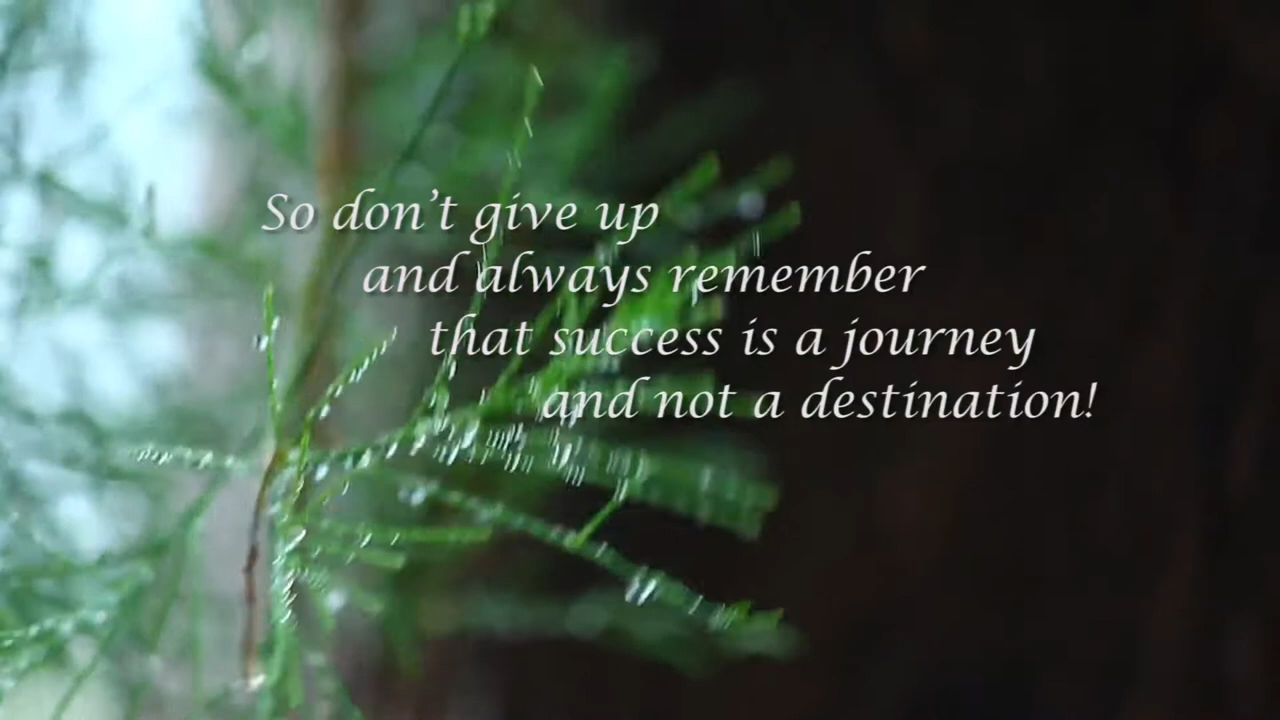 So don’t give up
and always remember
that success is a journey
and not a destination!